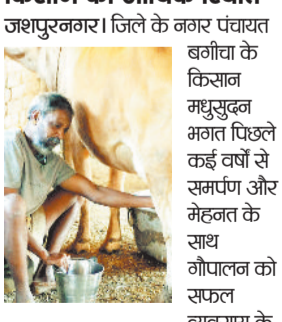 जशपुरनगर। जिले के नगर पंचायत
बगीचा के
किसान
मधुसुदन
भगत पिछले
कई वर्षों से
समर्पण और
मेहनत के
साथ
गौपालन को
सफल